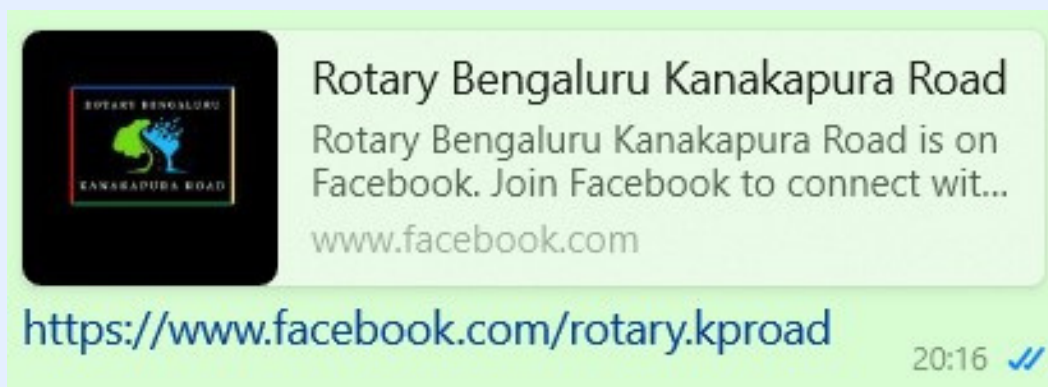 ROTARY BENGALURU
KANAKAPURA ROAD
Rotary Bengaluru Kanakapura Road
Rotary Bengaluru Kanakapura Road is on
Facebook. Join Facebook to connect wit...
www.facebook.com
https://www.facebook.com/rotary.kproad
20:16